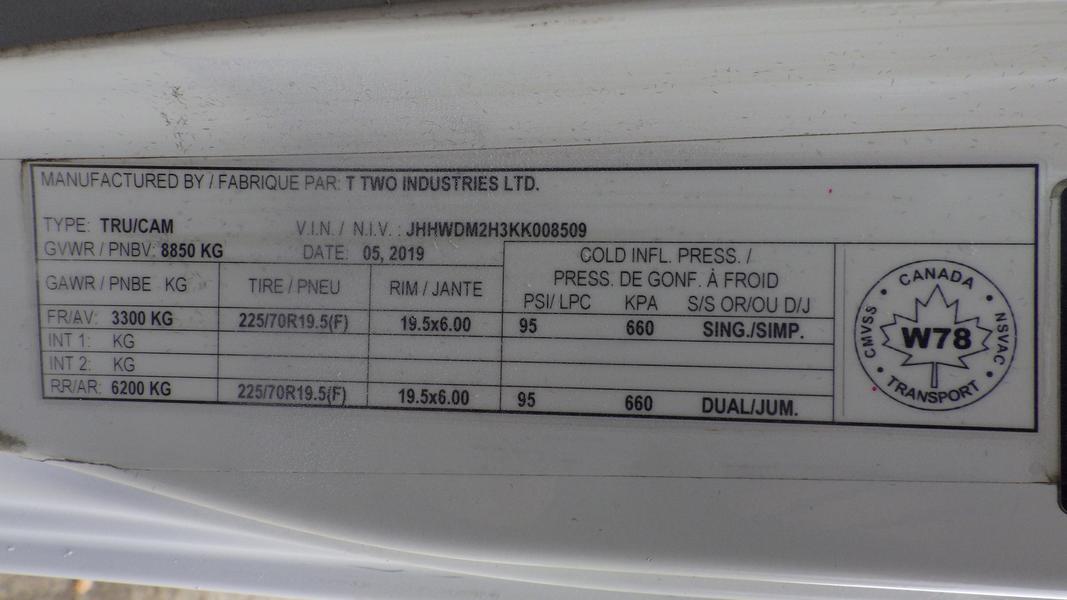 MANUFACTURED BY / FABRIQUE PAR: T TWO INDUSTRIES LTD.
TYPE: TRU/CAM V.I.N. / N.I.V. : JHHWDM2H3KK008509
GVWR / PNBV: 8850 KG DATE: 05, 2019
COLD INFL. PRESS. /
PRESS. DE GONF. À FROID
GAWR / PNBE KG TIRE / PNEU RIM / JANTE PSI/ LPC KPA S/S OR/OU D/J
FR/AV: 3300 KG 225/70R19.5(F) 19.5x6.00 95 660 SING./SIMP.
INT 1: KG
INT 2: KG
RR/AR: 6200 KG 225/70R19.5(F) 19.5x6.00 95 660 DUAL/JUM.
CANADA
CMVSS W78 NSVAC
TRANSPORT